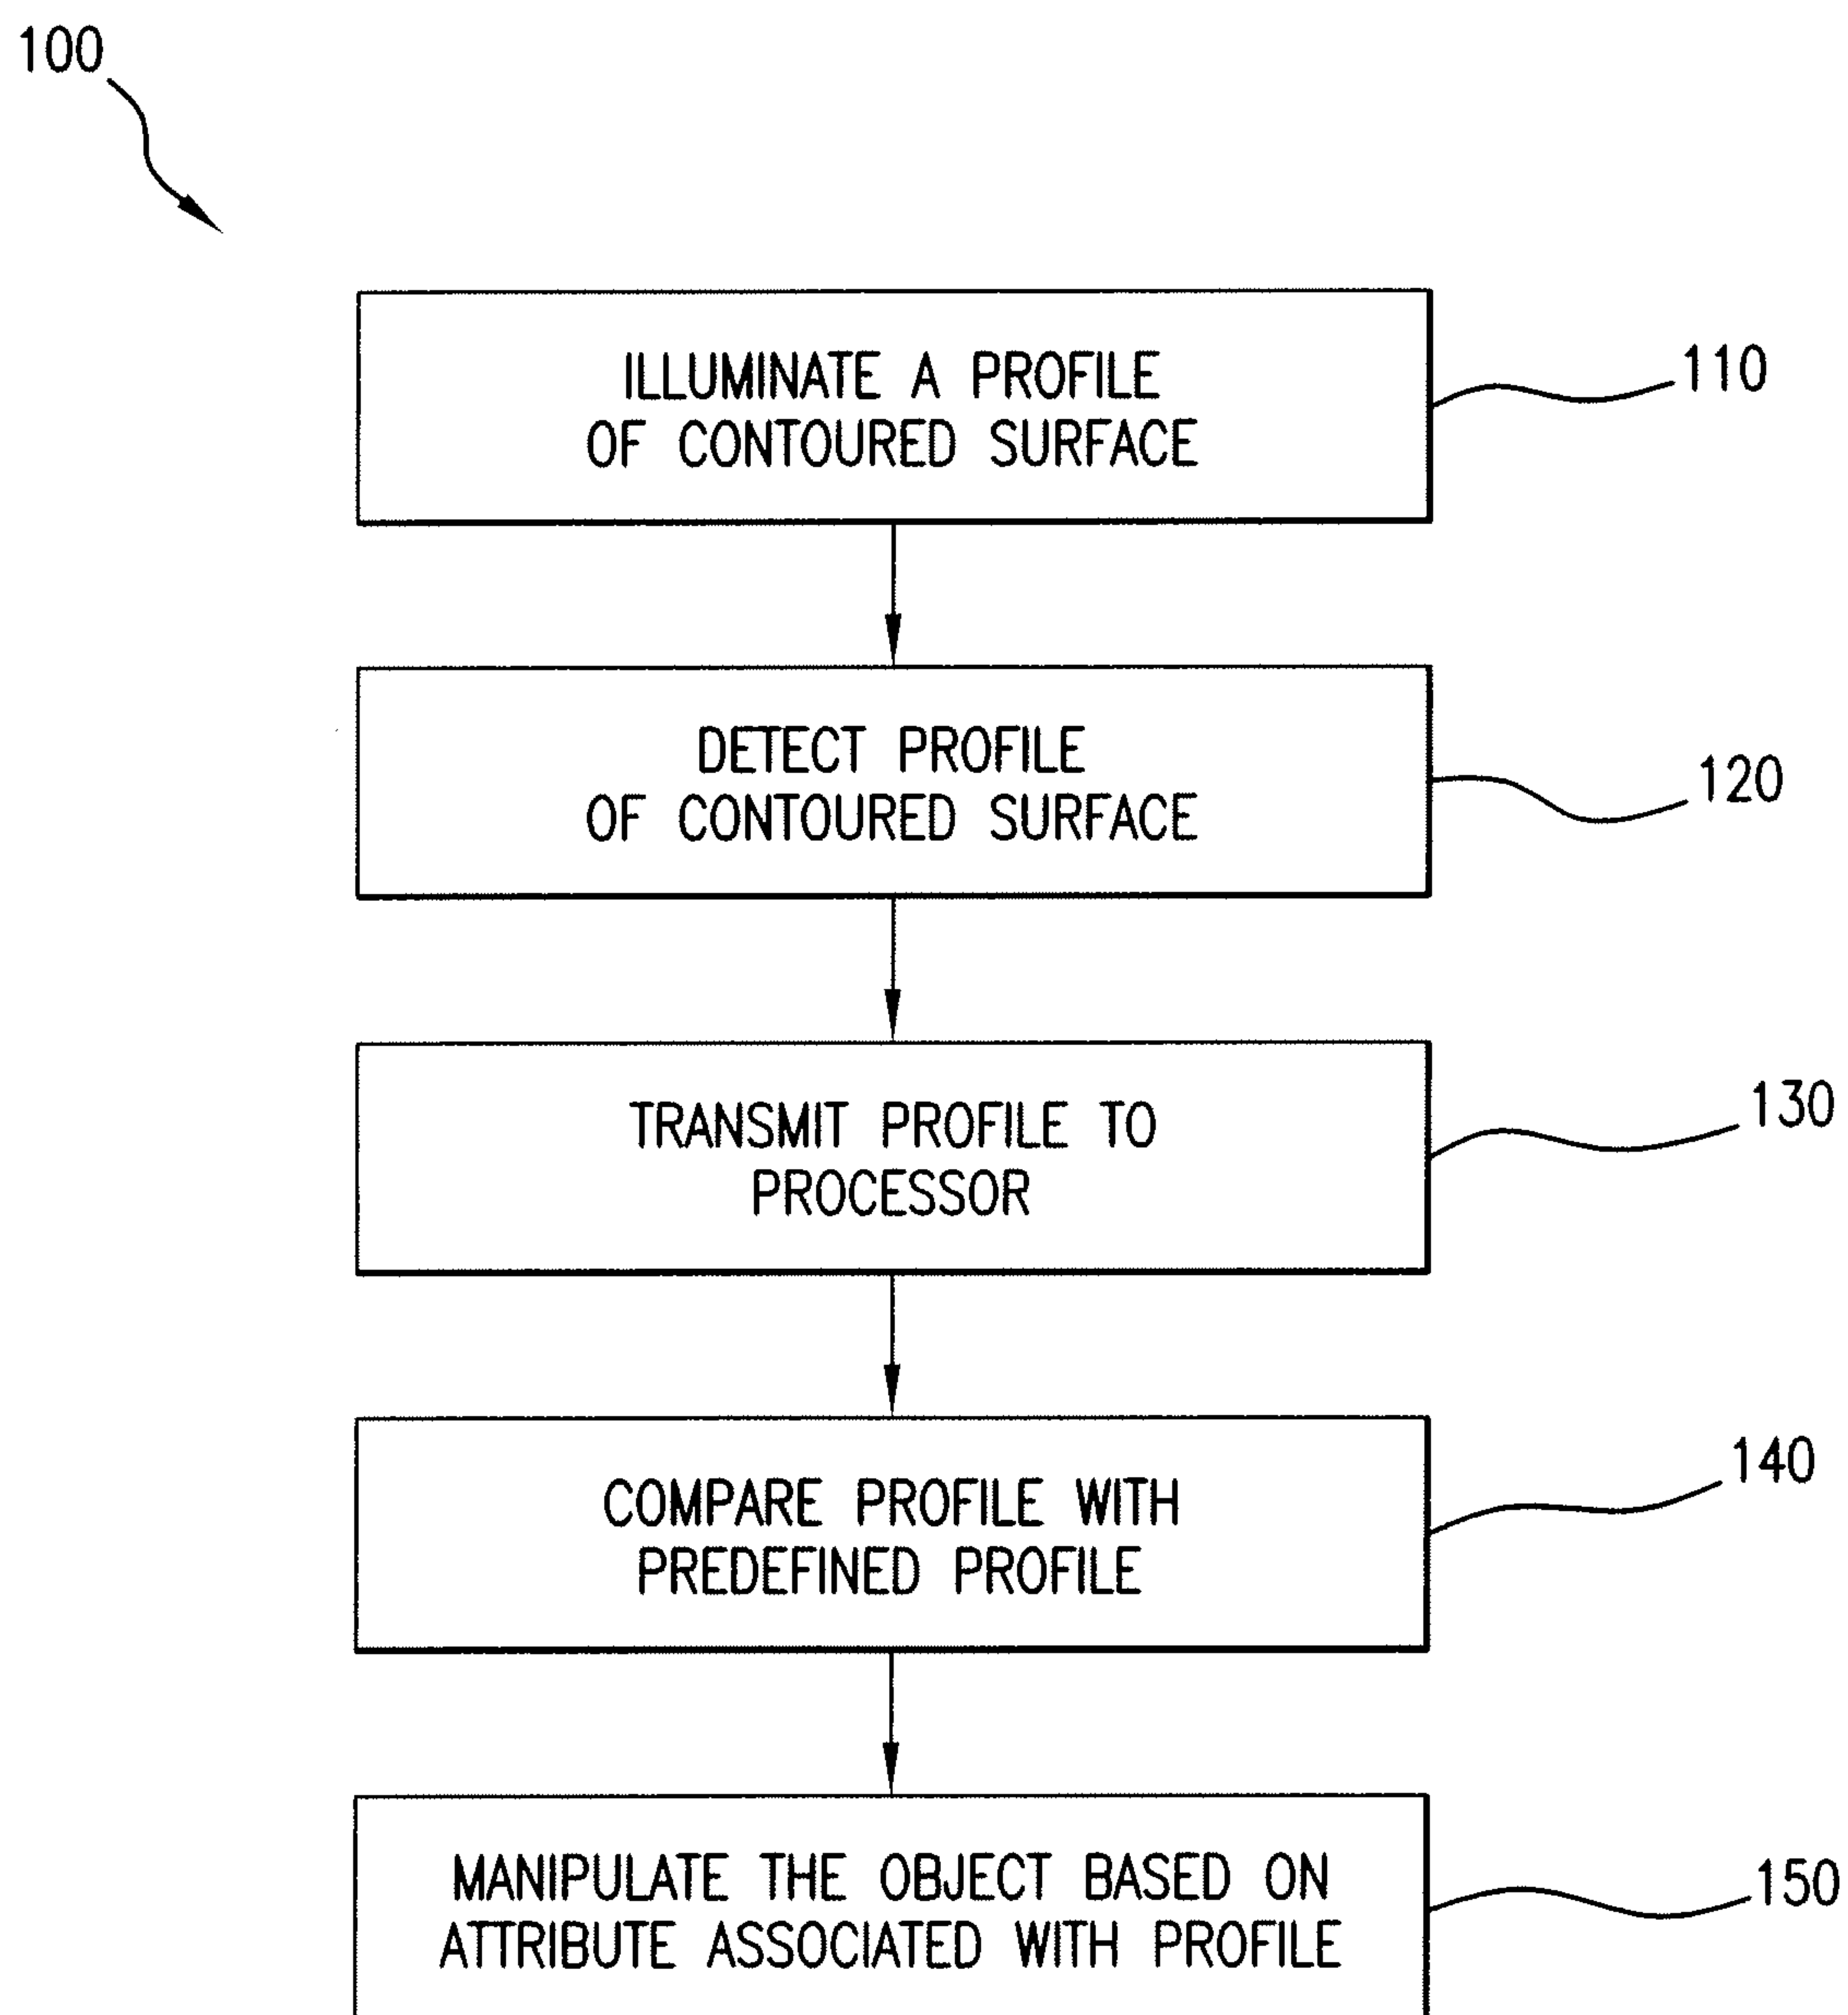 100
ILLUMINATE A PROFILE
OF CONTOURED SURFACE
110
DETECT PROFILE
OF CONTOURED SURFACE
120
TRANSMIT PROFILE TO
PROCESSOR
130
COMPARE PROFILE WITH
PREDEFINED PROFILE
140
MANIPULATE THE OBJECT BASED ON
ATTRIBUTE ASSOCIATED WITH PROFILE
150